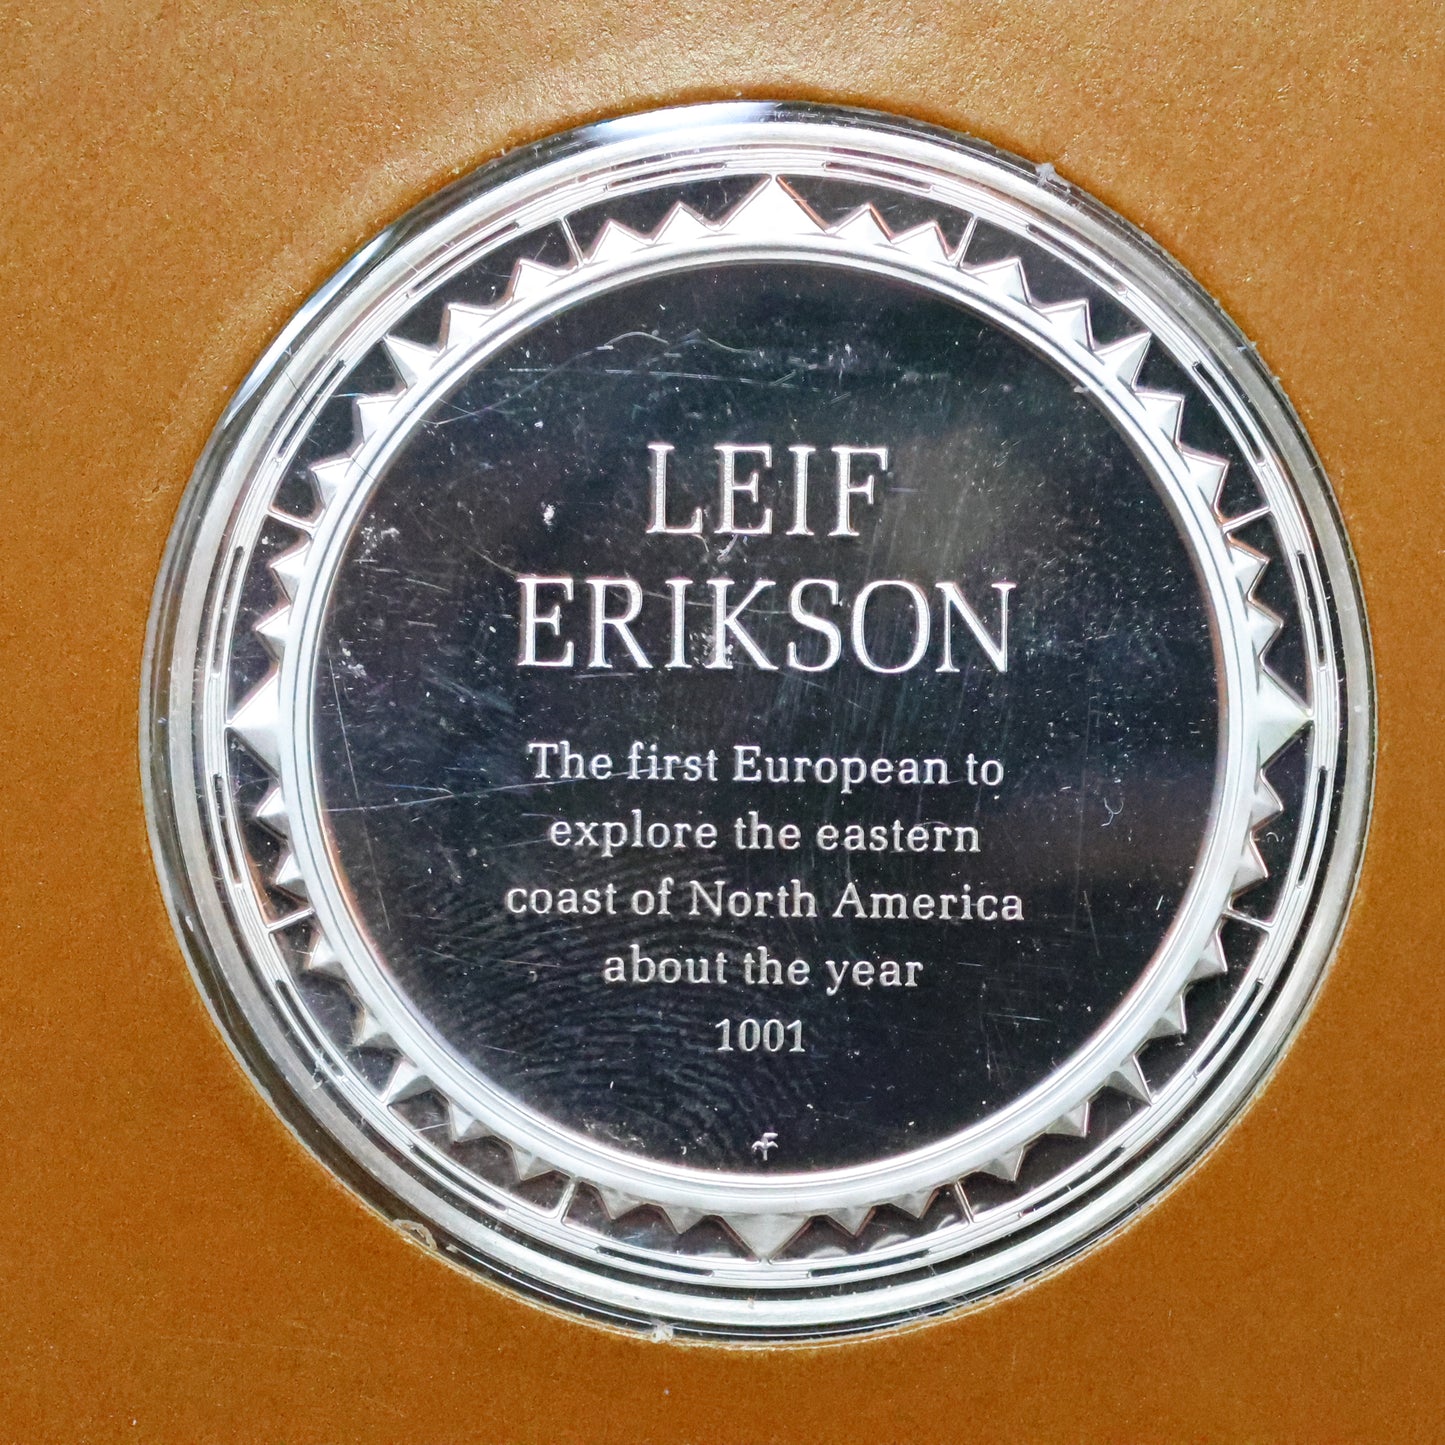 LEIF
ERIKSON
The first European to
explore the eastern
coast of North America
about the year
1001